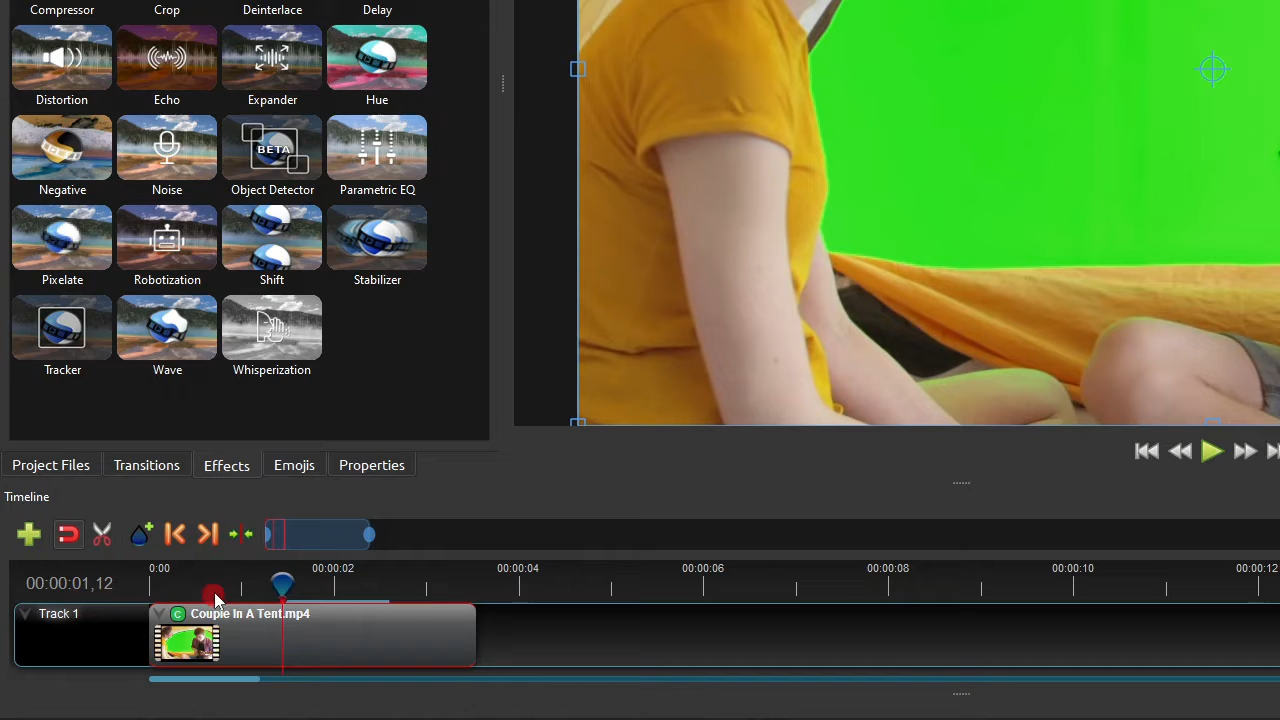 Compressor Crop Deinterlace Delay
Distortion Echo Expander Hue
BETA
Negative Noise Object Detector Parametric EQ
Pixelate Robotization Shift Stabilizer
Tracker Wave Whisperization
Project Files Transitions Effects Emojis Properties
Timeline
0:00 00:00:02 00:00:04 00:00:06 00:00:08 00:00:10 00:00:12
00:00:01,12
Track 1 C Couple In A Tent.mp4